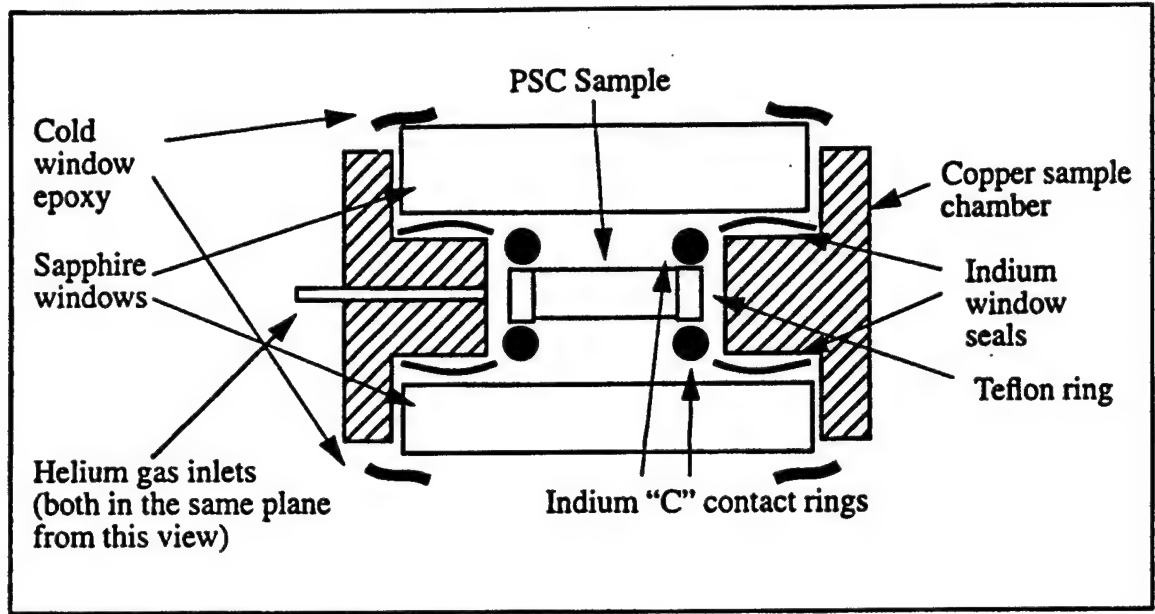 PSC Sample
Cold
window
epoxy
Sapphire
windows
Helium gas inlets
(both in the same plane
from this view)
Copper sample
chamber
Indium
window
seals
Teflon ring
Indium “C” contact rings